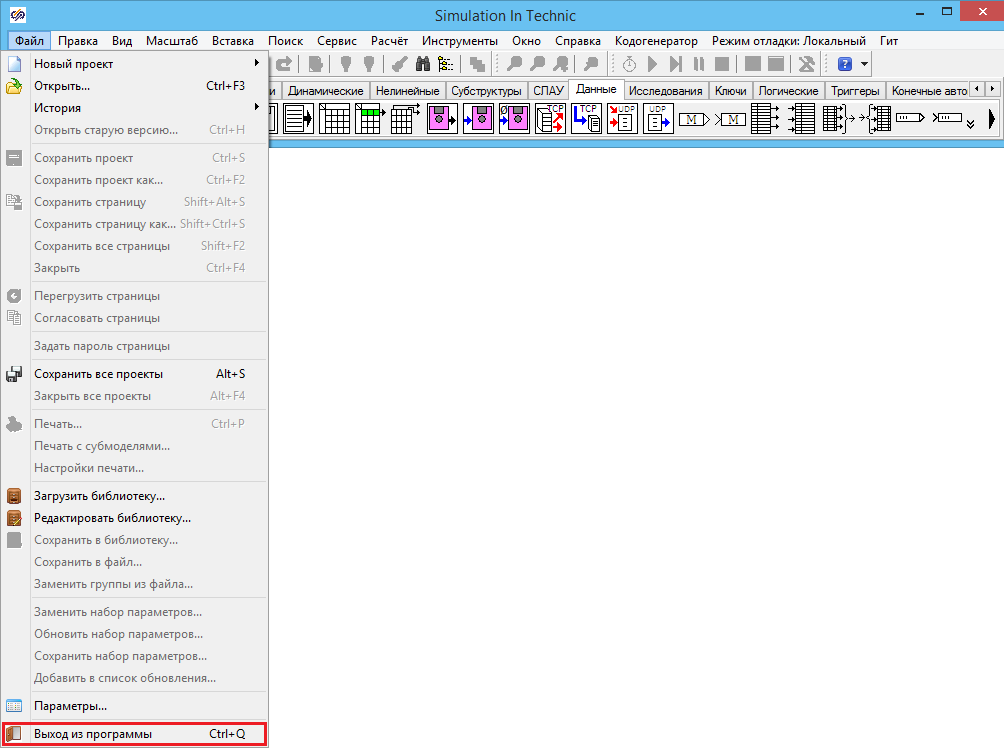 Simulation In Technic
Файл Правка Вид Масштаб Вставка Поиск Сервис Расчёт Инструменты Окно Справка Кодогенератор Режим отладки: Локальный Гит
и Динамические Нелинейные Субструктуры СПАУ Данные Исследования Ключи Логические Триггеры Конечные авто
TCP TCP UDP UDP M M
Новый проект
Открыть... Ctrl+F3
История
Открыть старую версию... Ctrl+H
Сохранить проект Ctrl+S
Сохранить проект как... Ctrl+F2
Сохранить страницу Shift+Alt+S
Сохранить страницу как... Shift+Ctrl+S
Сохранить все страницы Shift+F2
Закрыть Ctrl+F4
Перегрузить страницы
Согласовать страницы
Задать пароль страницы
Сохранить все проекты Alt+S
Закрыть все проекты Alt+F4
Печать... Ctrl+P
Печать с субмоделями...
Настройки печати...
Загрузить библиотеку...
Редактировать библиотеку...
Сохранить в библиотеку...
Сохранить в файл...
Заменить группы из файла...
Заменить набор параметров...
Обновить набор параметров...
Сохранить набор параметров...
Добавить в список обновления...
Параметры...
Выход из программы Ctrl+Q